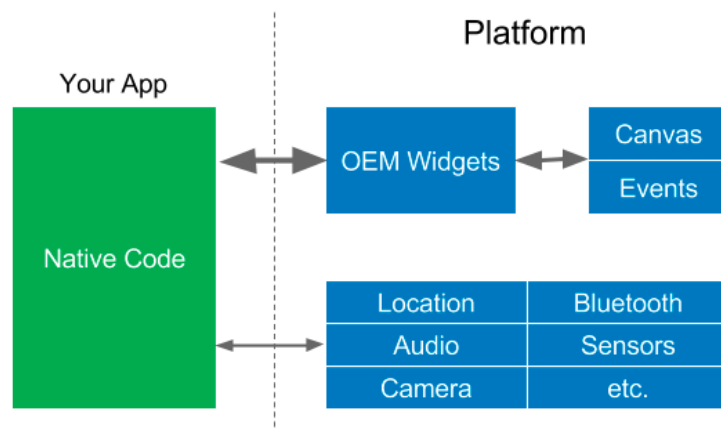 Platform
Your App
OEM Widgets
Canvas
Events
Native Code
Location
Bluetooth
Audio
Sensors
Camera
etc.